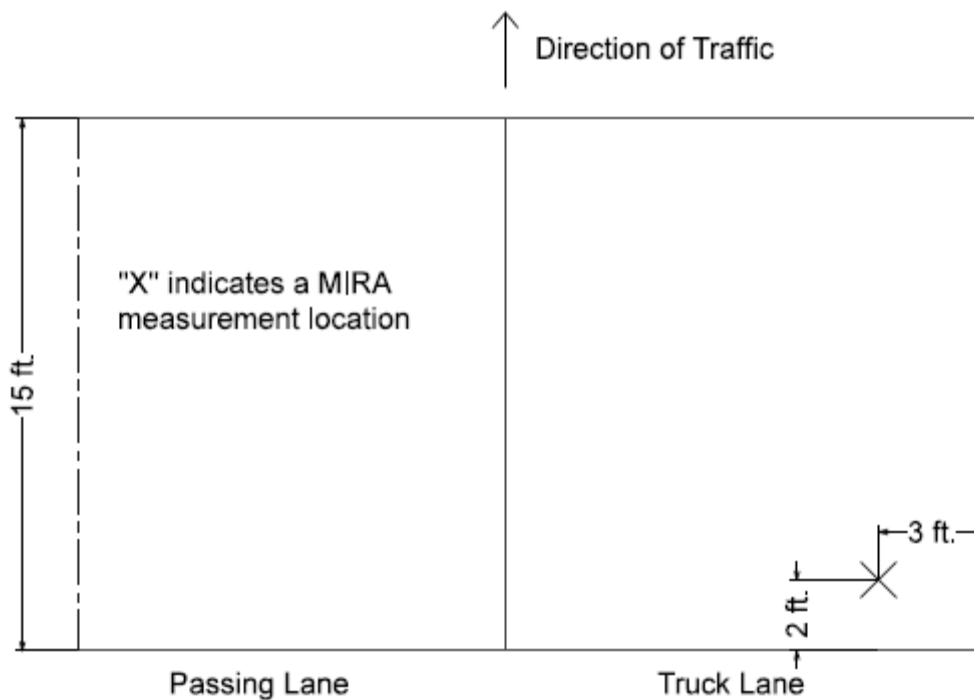 Direction of Traffic
"X" indicates a MIRA
measurement location
15 ft.
3 ft.
2 ft.
Passing Lane
Truck Lane